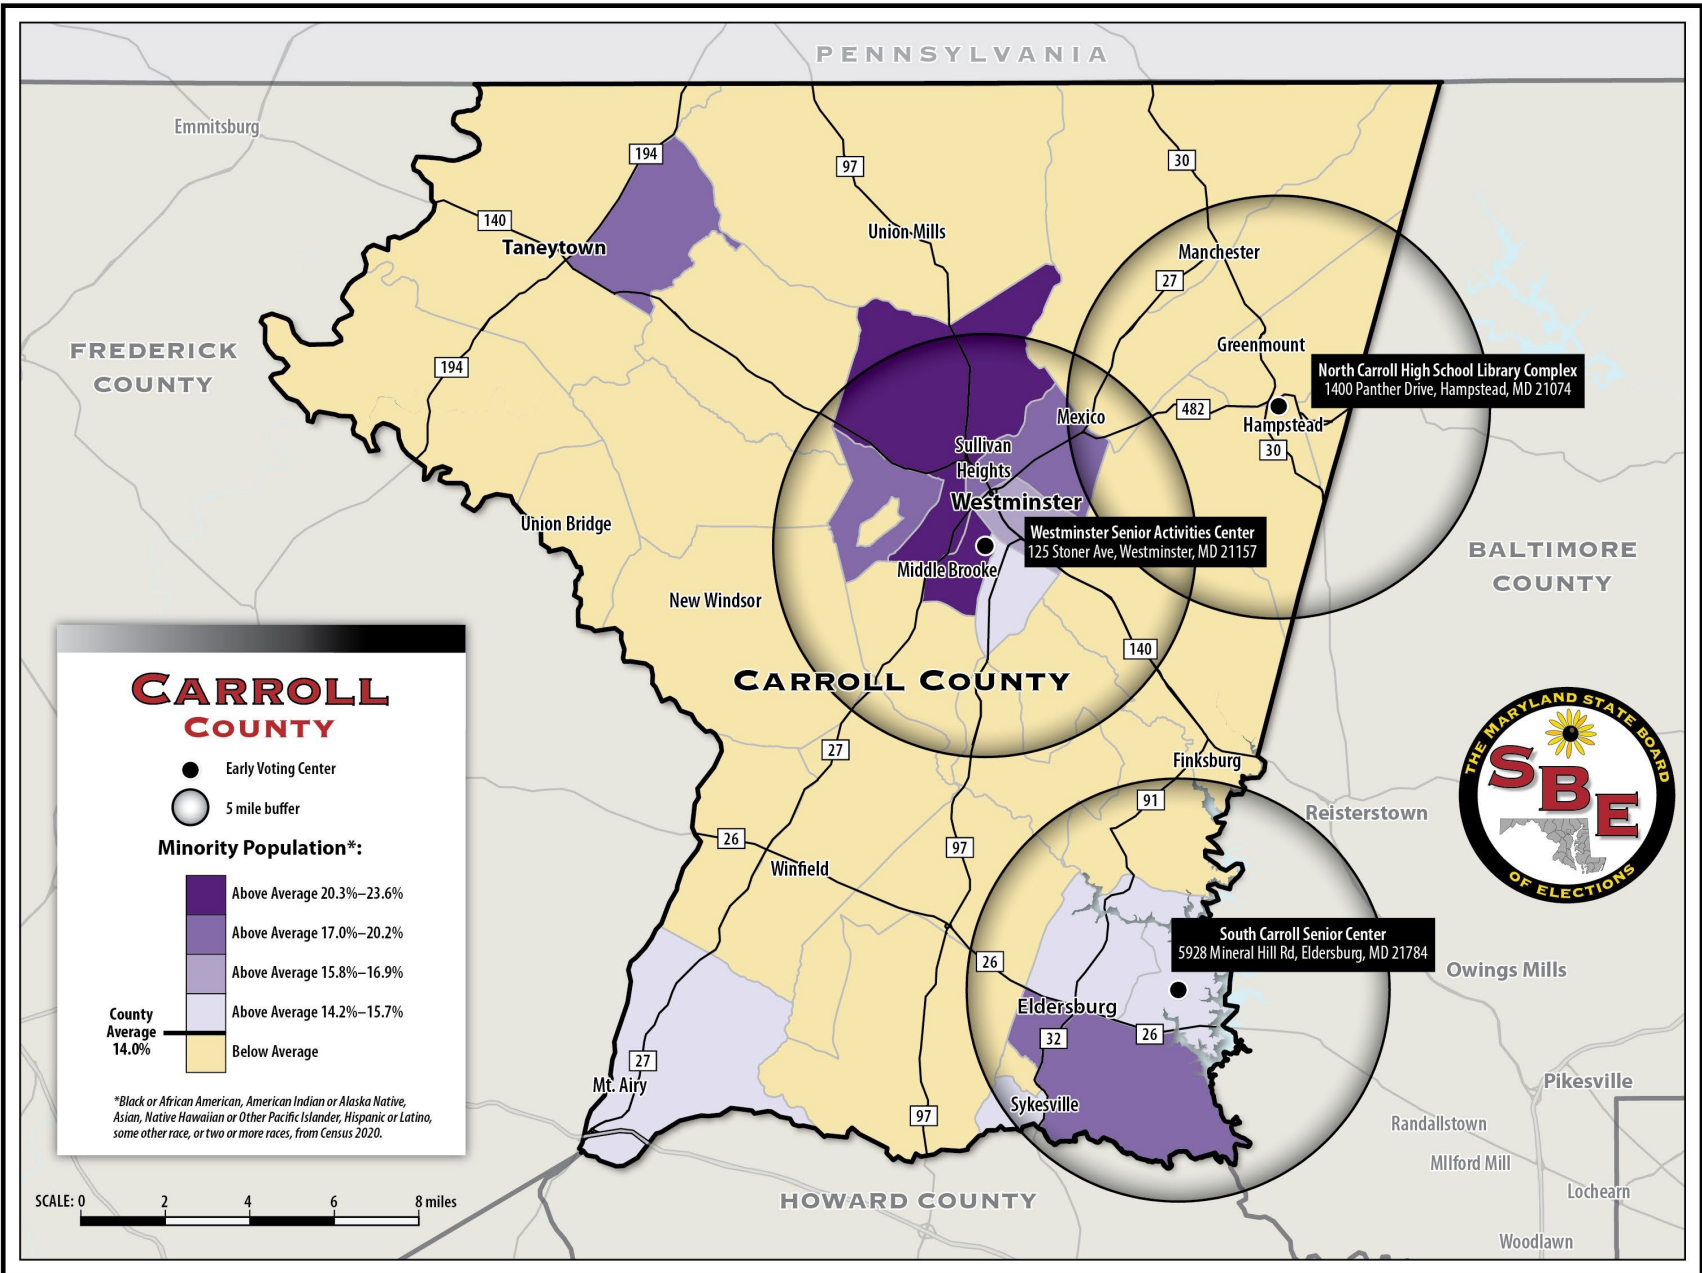 PENNSYLVANIA
Emmitsburg
194
97
30
140
Taneytown
Union Mills
Manchester
27
FREDERICK
COUNTY
194
Greenmount
North Carroll High School Library Complex
1400 Panther Drive, Hampstead, MD 21074
Mexico
482
Hampstead
30
Sullivan
Heights
Westminster
Union Bridge
Westminster Senior Activities Center
125 Stoner Ave, Westminster, MD 21157
BALTIMORE
COUNTY
Middle Brooke
New Windsor
140
CARROLL COUNTY
27
Finksburg
91
Reisterstown
26
97
Winfield
South Carroll Senior Center
5928 Mineral Hill Rd, Eldersburg, MD 21784
26
Owings Mills
Eldersburg
32
26
27
Mt. Airy
97
Sykesville
Pikesville
Randallstown
MIlford Mill
Lochearn
Woodlawn
HOWARD COUNTY
CARROLL
COUNTY
Early Voting Center
5 mile buffer
Minority Population*:
Above Average 20.3%–23.6%
Above Average 17.0%–20.2%
Above Average 15.8%–16.9%
Above Average 14.2%–15.7%
County
Average
14.0%
Below Average
*Black or African American, American Indian or Alaska Native,
Asian, Native Hawaiian or Other Pacific Islander, Hispanic or Latino,
some other race, or two or more races, from Census 2020.
SCALE: 0 2 4 6 8 miles
THE MARYLAND STATE BOARD
SBE
OF ELECTIONS